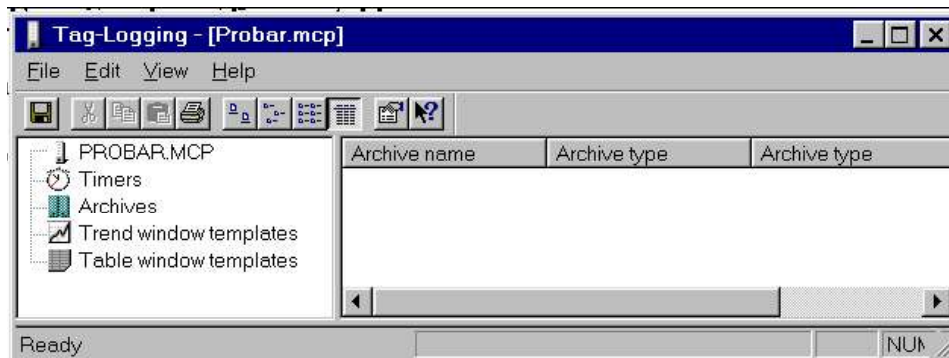 Tag-Logging - [Probar.mcp]
File Edit View Help
PROBAR.MCP
Timers
Archives
Trend window templates
Table window templates
Archive name Archive type Archive type
Ready